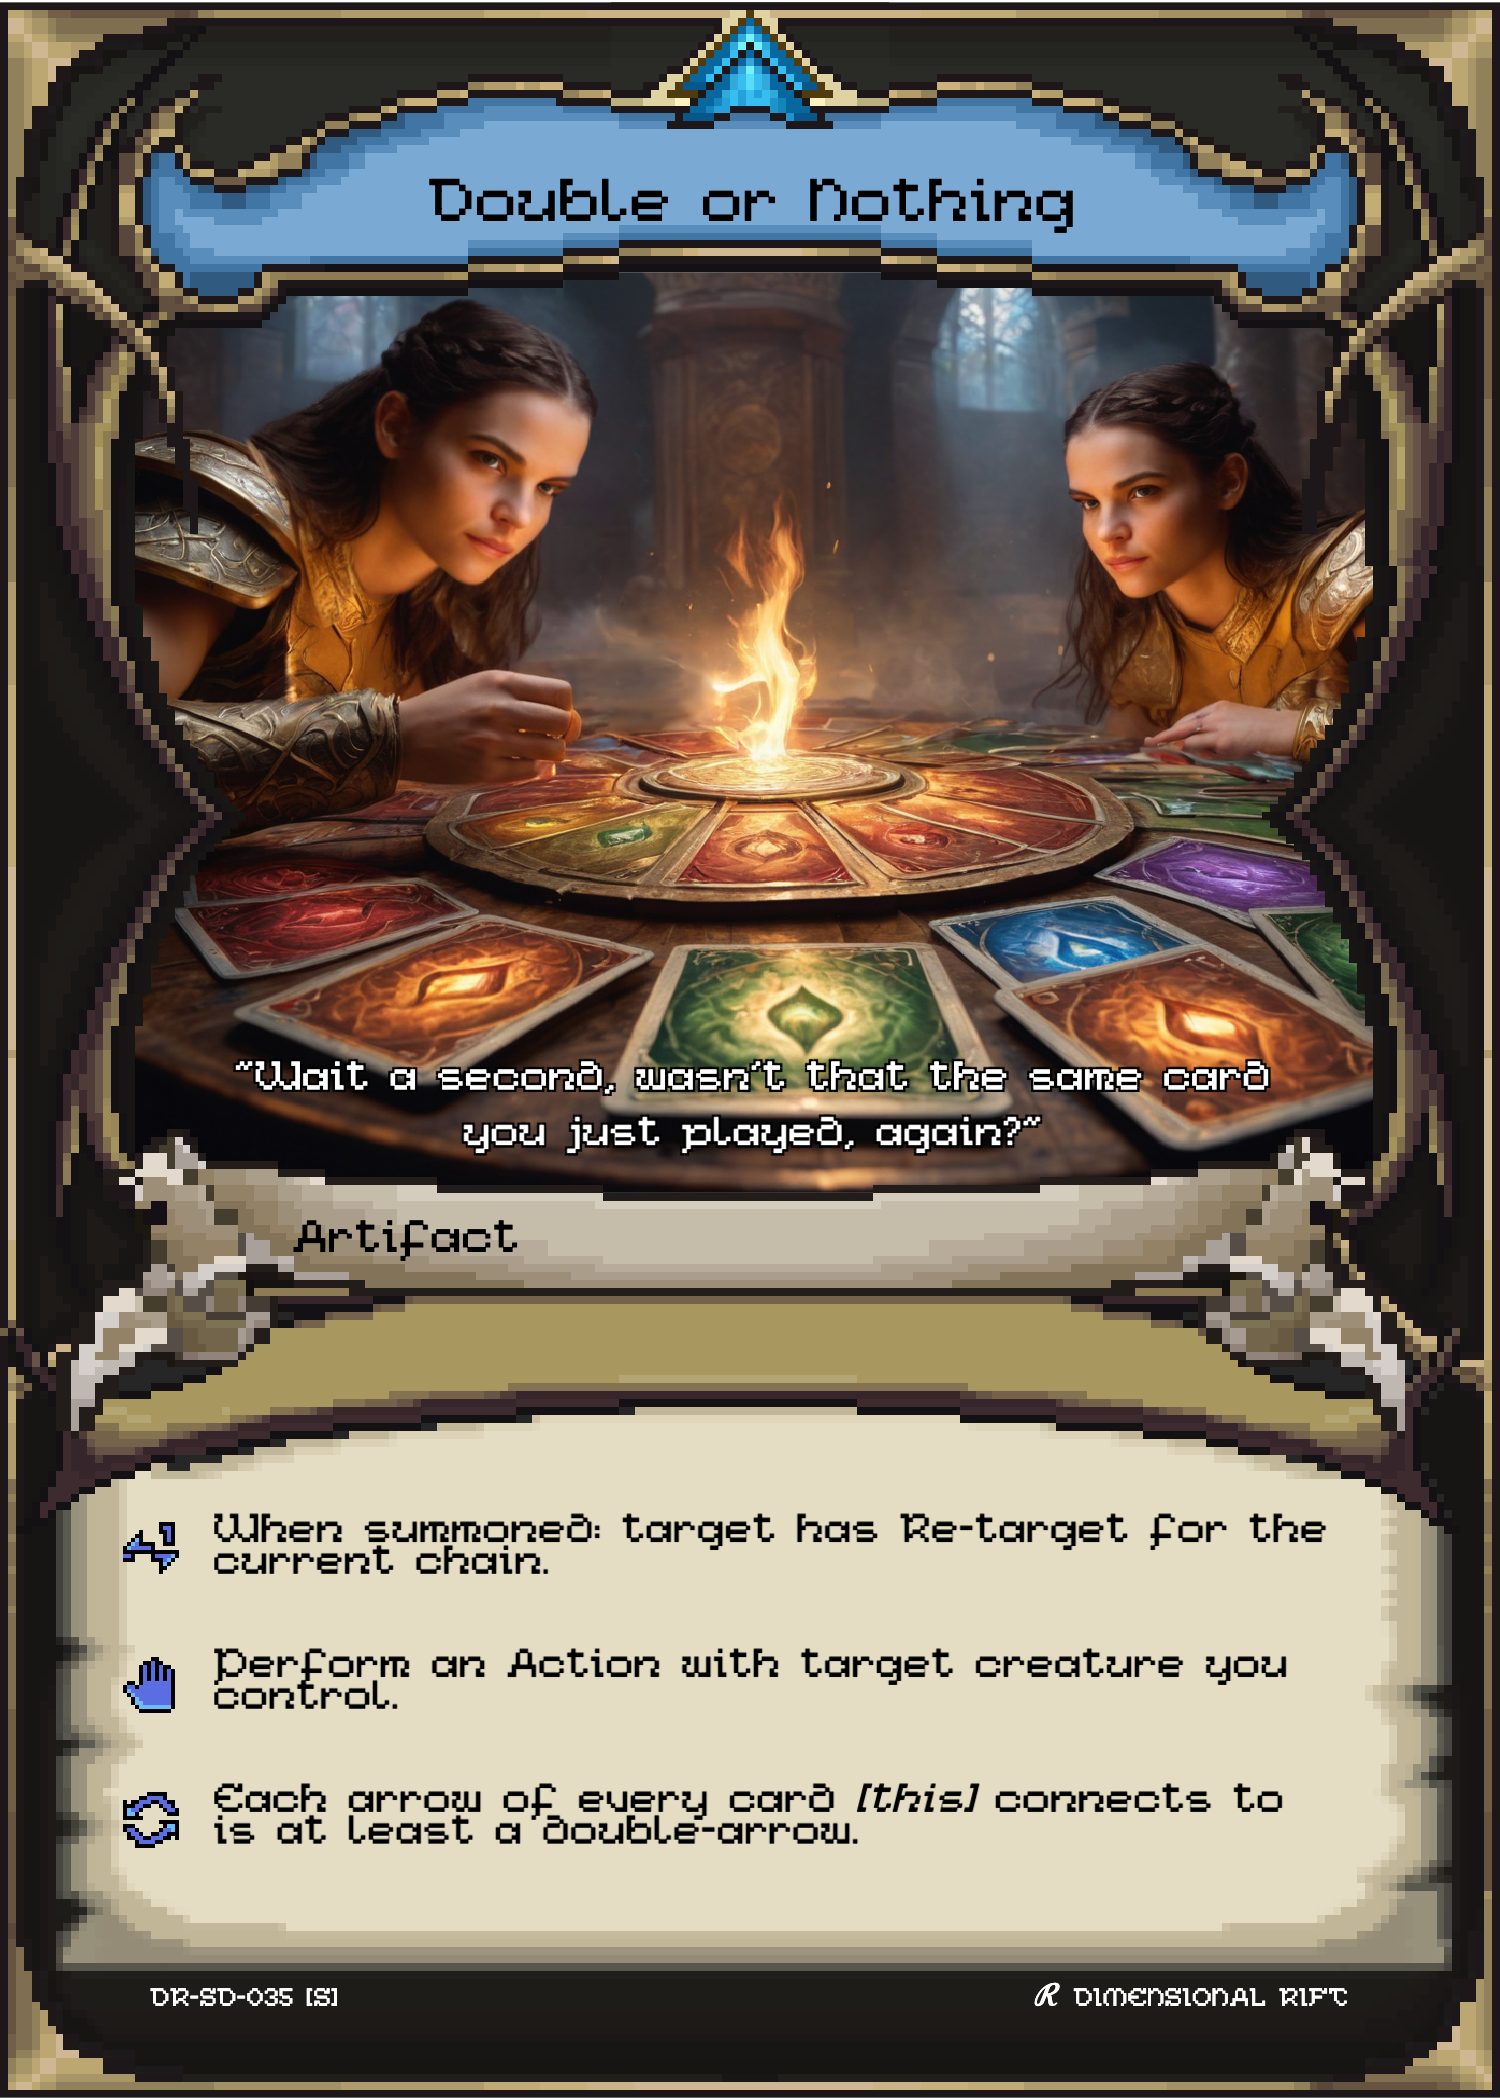 Double or Nothing
"Wait a second, wasn't that the same card
you just played, again?"
Artifact
When summoned: target has Re-target for the
current chain.
Perform an Action with target creature you
control.
Each arrow of every card [this] connects to
is at least a double-arrow.
DR-SD-035 [S]
R DIMENSIONAL RIFT